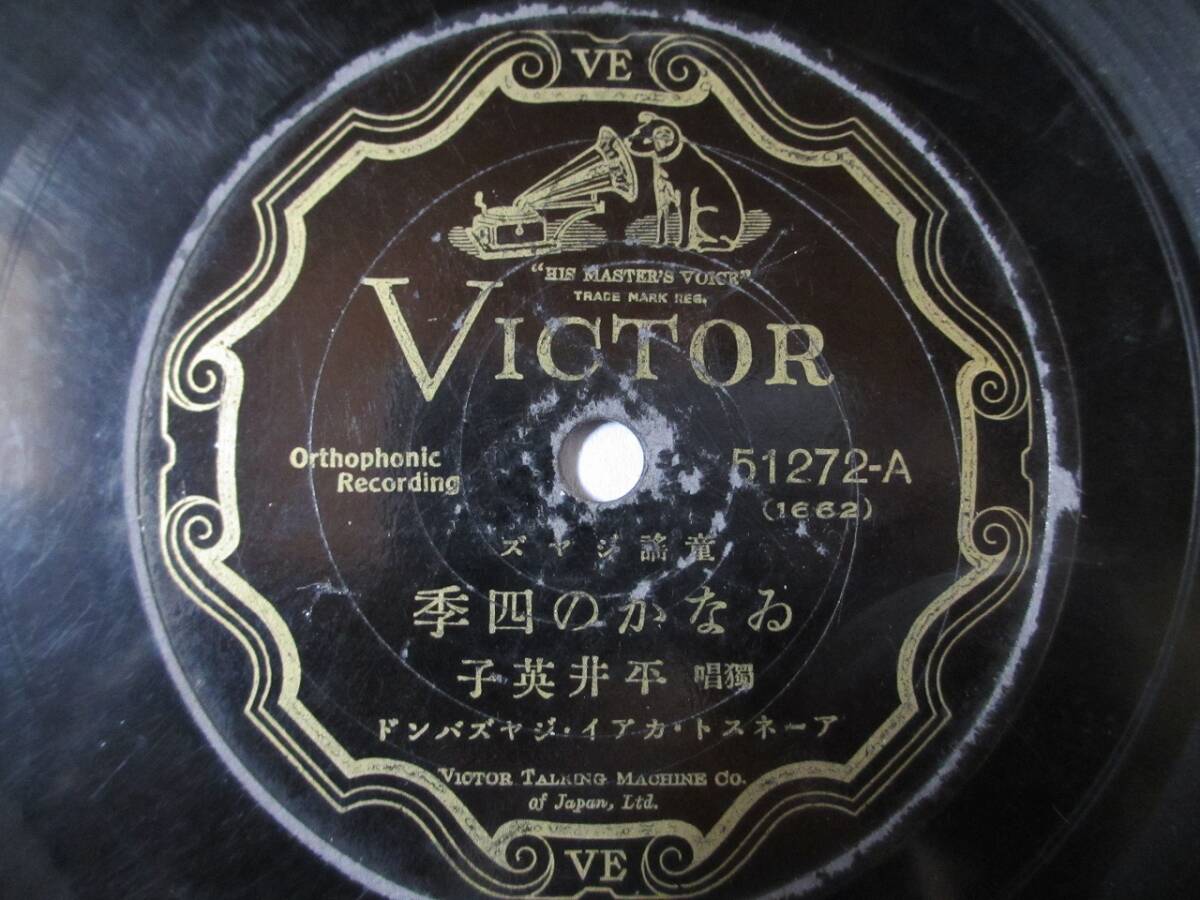 VE
"HIS MASTER'S VOICE"
TRADE MARK REG.
VICTOR
Orthophonic
Recording
51272-A
(1662)
童謠ジヤズ
ゐなかの四季
獨唱 平井英子
アーネスト・カアイ・ジヤズバンド
VICTOR TALKING MACHINE CO.
of Japan, Ltd.
VE